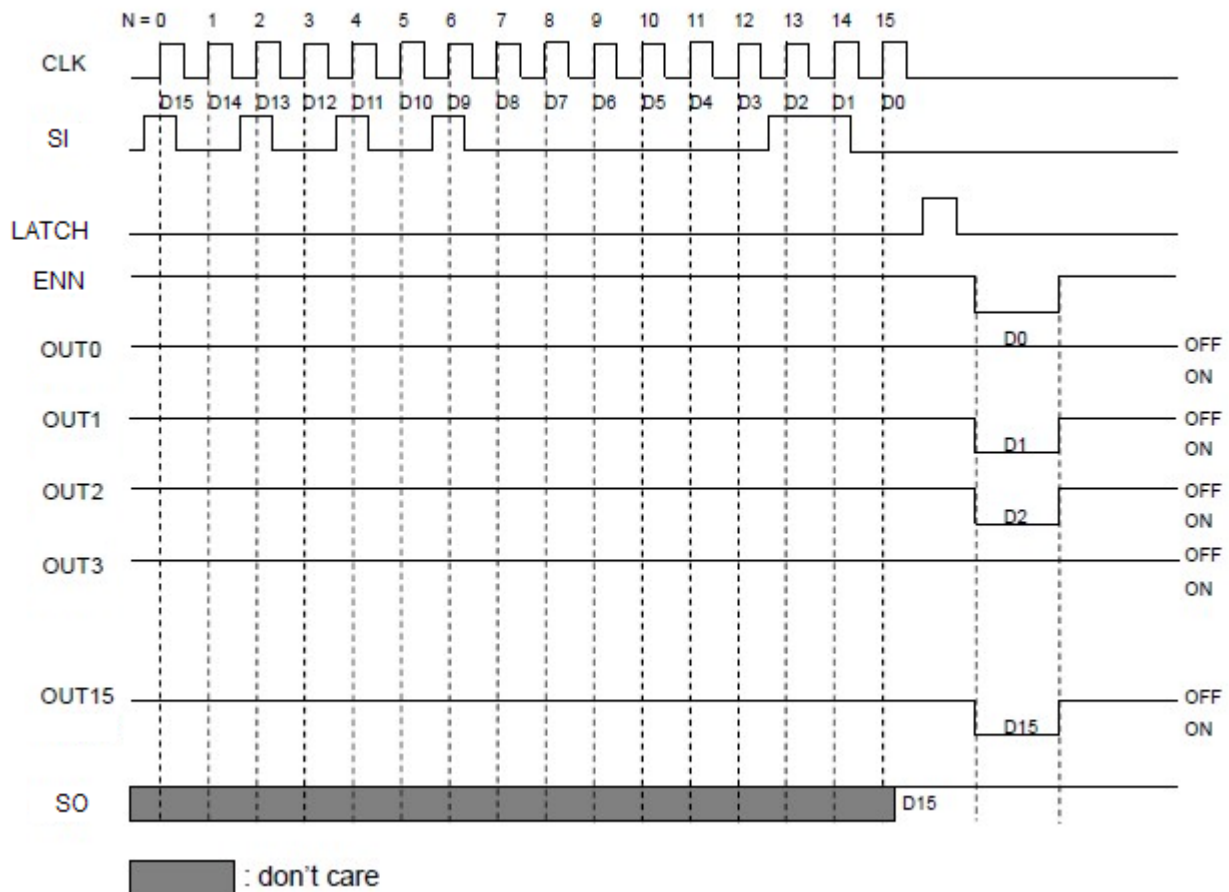 N = 0 1 2 3 4 5 6 7 8 9 10 11 12 13 14 15
CLK
D15 D14 D13 D12 D11 D10 D9 D8 D7 D6 D5 D4 D3 D2 D1 D0
SI
LATCH
ENN
D0
OUT0 OFF
ON
OUT1 OFF
D1 ON
OUT2 OFF
D2 ON
OUT3 OFF
ON
OUT15 OFF
D15 ON
SO D15
: don't care